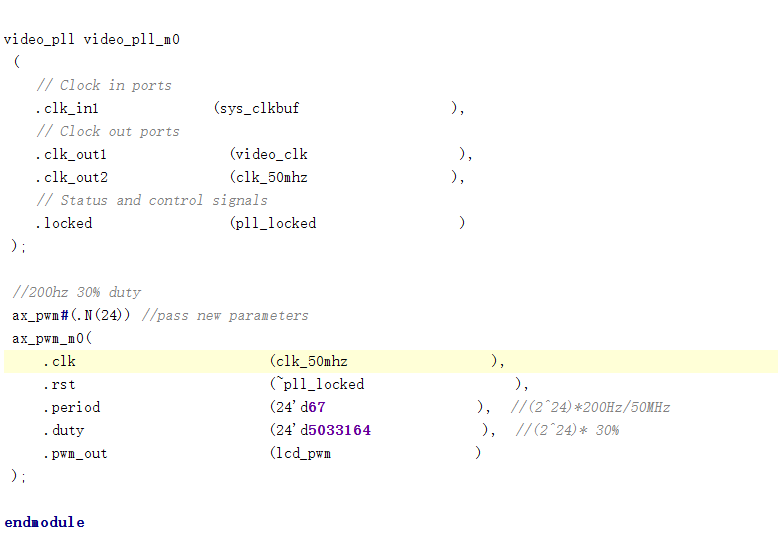 video_pll video_pll_m0
(
// Clock in ports
.clk_in1 (sys_clkbuf ),
// Clock out ports
.clk_out1 (video_clk ),
.clk_out2 (clk_50mhz ),
// Status and control signals
.locked (pll_locked )
);
//200hz 30% duty
ax_pwm#(.N(24)) //pass new parameters
ax_pwm_m0(
.clk (clk_50mhz ),
.rst (~pll_locked ),
.period (24'd67 ), //(2^24)*200Hz/50MHz
.duty (24'd5033164 ), //(2^24)* 30%
.pwm_out (lcd_pwm )
);
endmodule